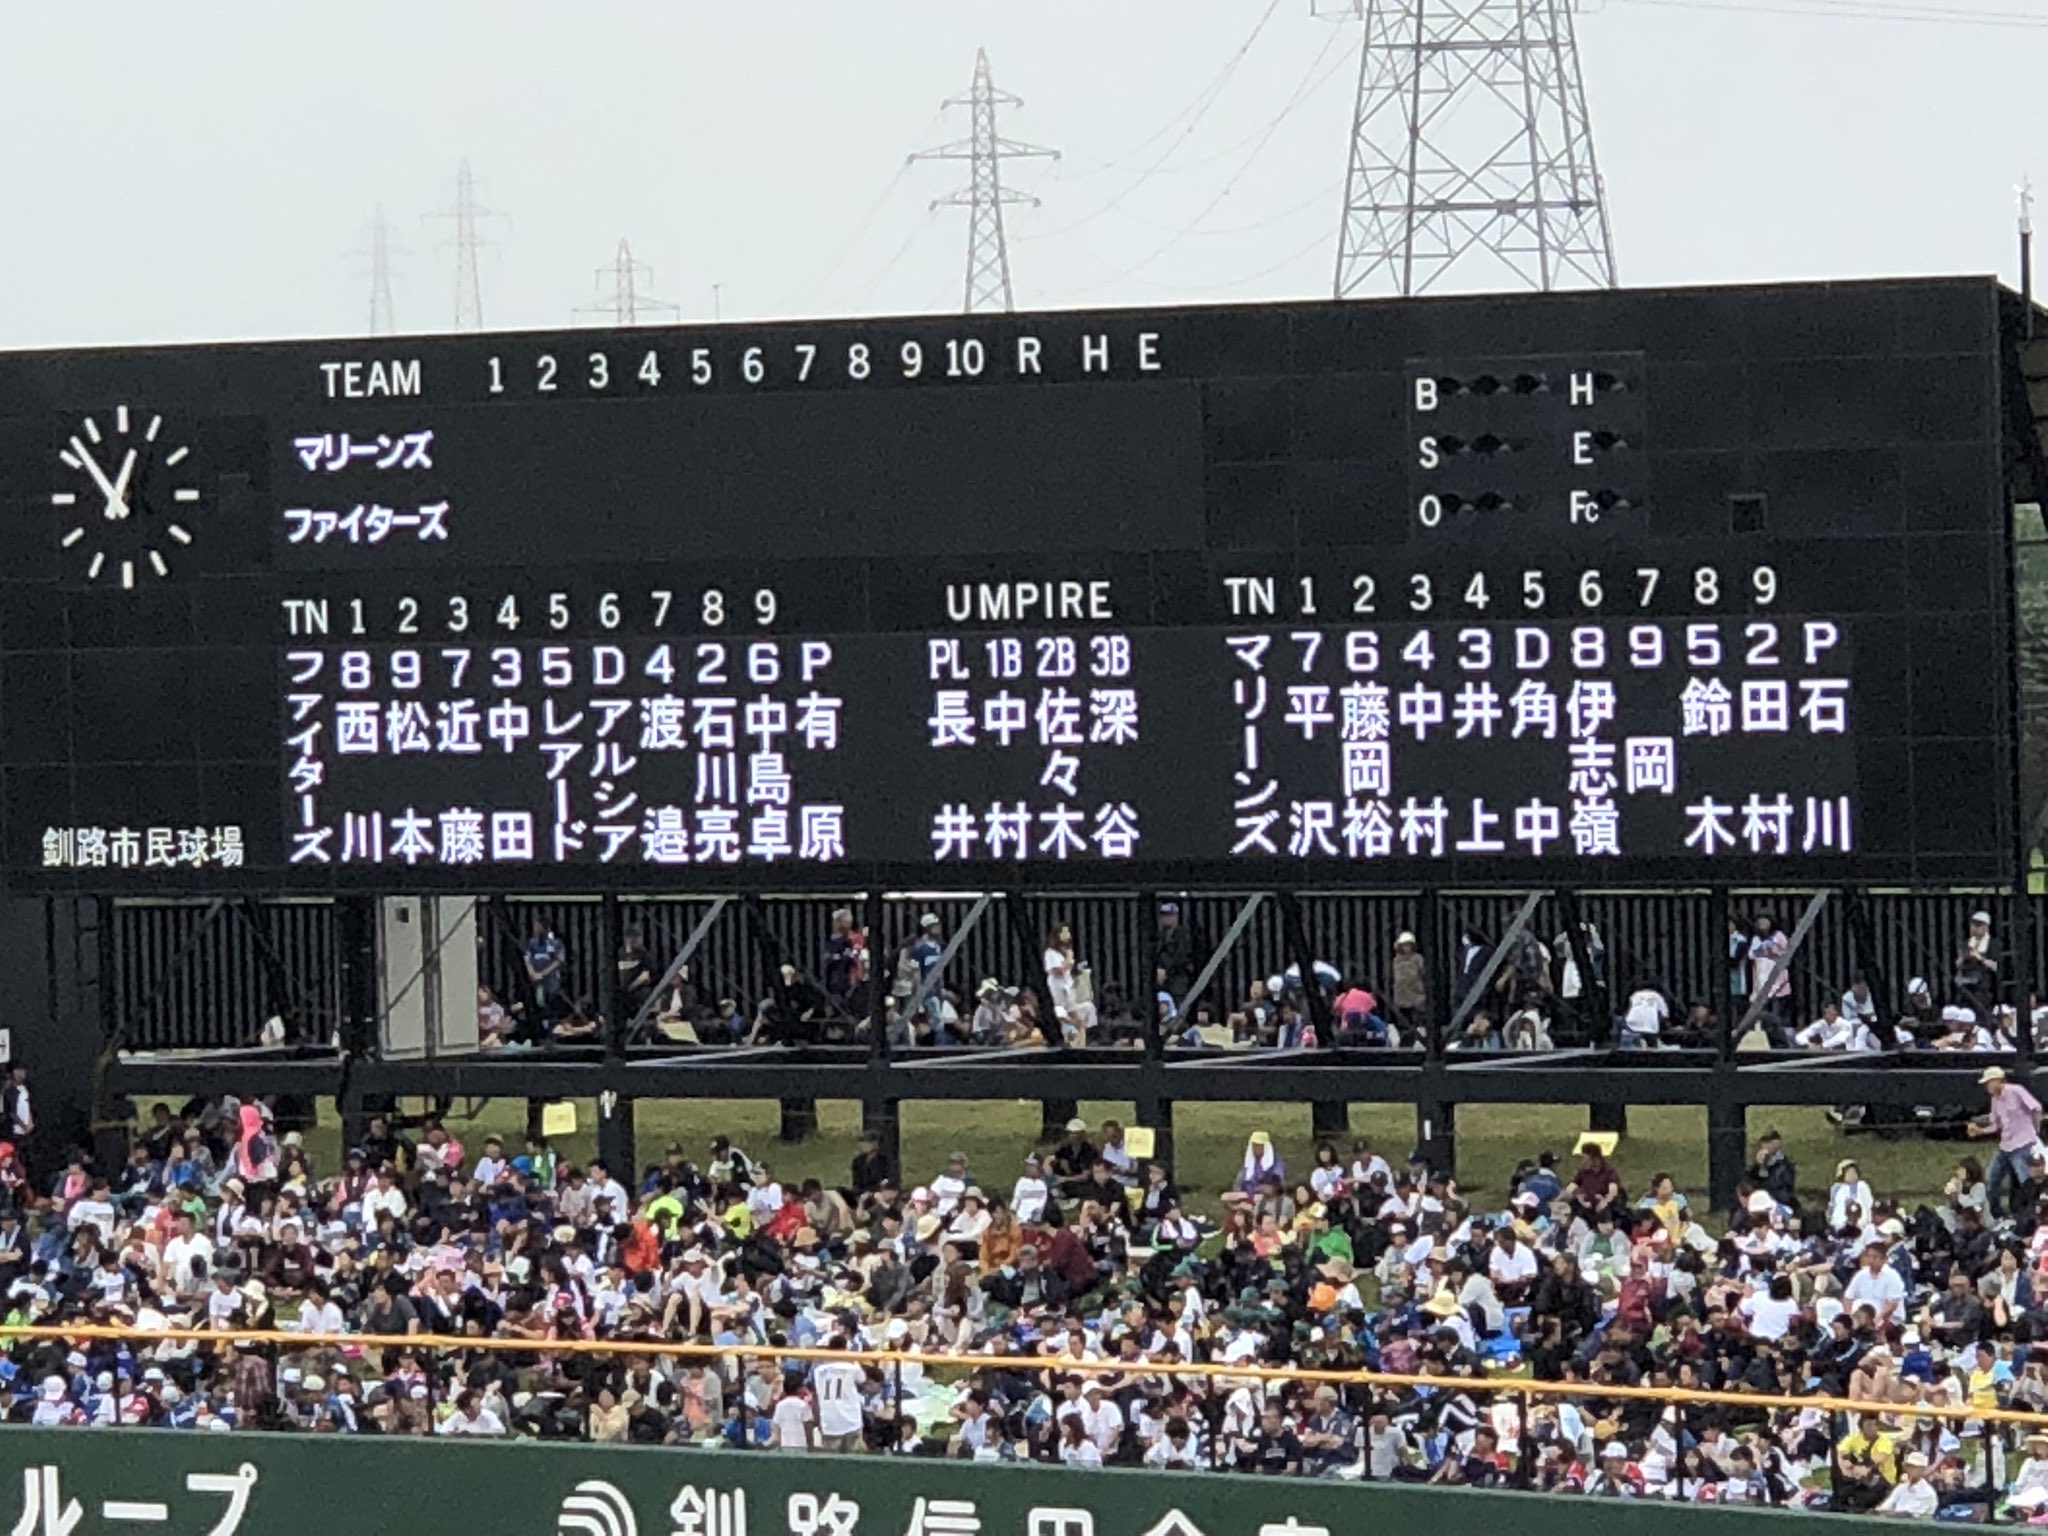 TEAM 1 2 3 4 5 6 7 8 9 10 R H E
マリーンズ
ファイターズ
B H
S E
O Fc
TN 1 2 3 4 5 6 7 8 9
8 9 7 3 5 D 4 2 6 P
ファイターズ
西川
松本
近藤
中田
レアード
アルシア
渡邉
石川亮
中島卓
有原
UMPIRE
PL 1B 2B 3B
長井
中村
佐々木
深谷
TN 1 2 3 4 5 6 7 8 9
7 6 4 3 D 8 9 5 2 P
マリーンズ
平沢
藤岡裕
中村
井上
角中
伊志嶺
岡
鈴木
田村
石川
釧路市民球場
11
ループ
釧路信用金庫